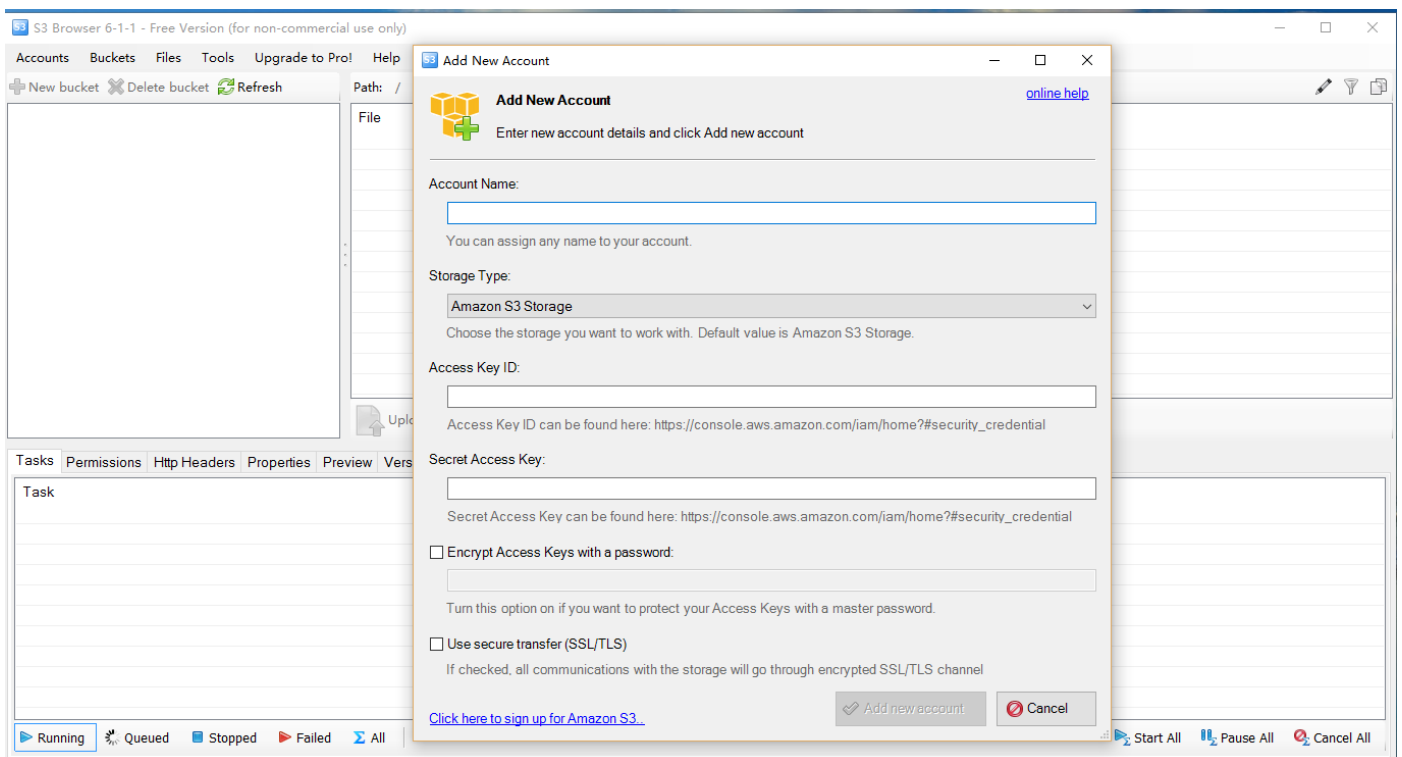 S3 Browser 6-1-1 - Free Version (for non-commercial use only)
Accounts Buckets Files Tools Upgrade to Pro! Help
New bucket Delete bucket Refresh
Path: /
File
Tasks Permissions Http Headers Properties Preview Vers
Task
Running Queued Stopped Failed All
Start All Pause All Cancel All
S3 Add New Account
Add New Account
online help
Enter new account details and click Add new account
Account Name:
You can assign any name to your account.
Storage Type:
Amazon S3 Storage
Choose the storage you want to work with. Default value is Amazon S3 Storage.
Access Key ID:
Access Key ID can be found here: https://console.aws.amazon.com/iam/home?#security_credential
Secret Access Key:
Secret Access Key can be found here: https://console.aws.amazon.com/iam/home?#security_credential
Encrypt Access Keys with a password:
Turn this option on if you want to protect your Access Keys with a master password.
Use secure transfer (SSL/TLS)
If checked, all communications with the storage will go through encrypted SSL/TLS channel
Click here to sign up for Amazon S3..
Add new account
Cancel